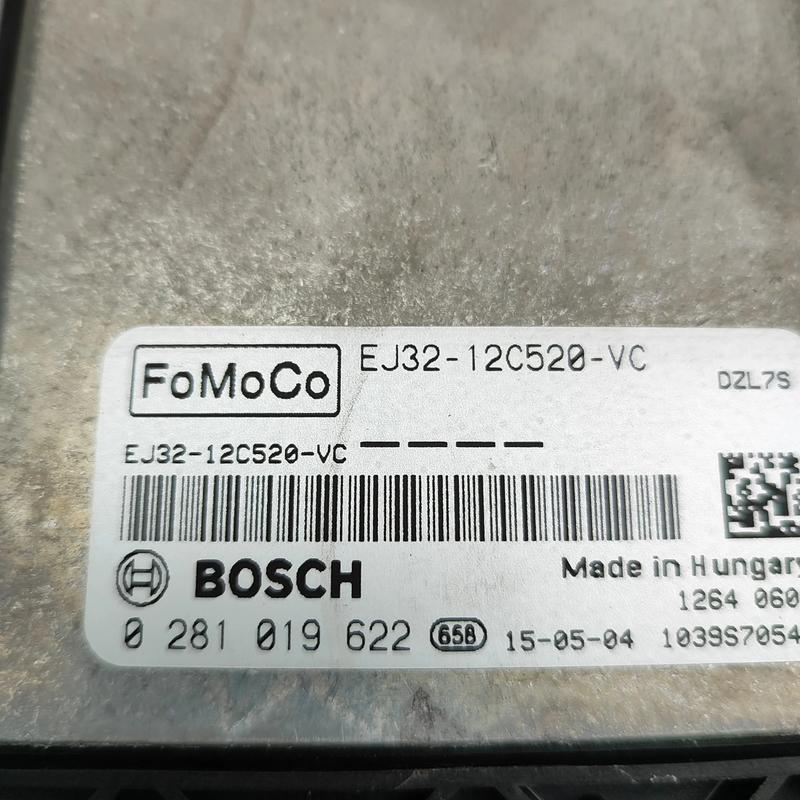 FoMoCo EJ32-12C520-VC
DZL7S
EJ32-12C520-VC ----
BOSCH Made in Hungary
1264 060
0 281 019 622 658 15-05-04 1039S7054